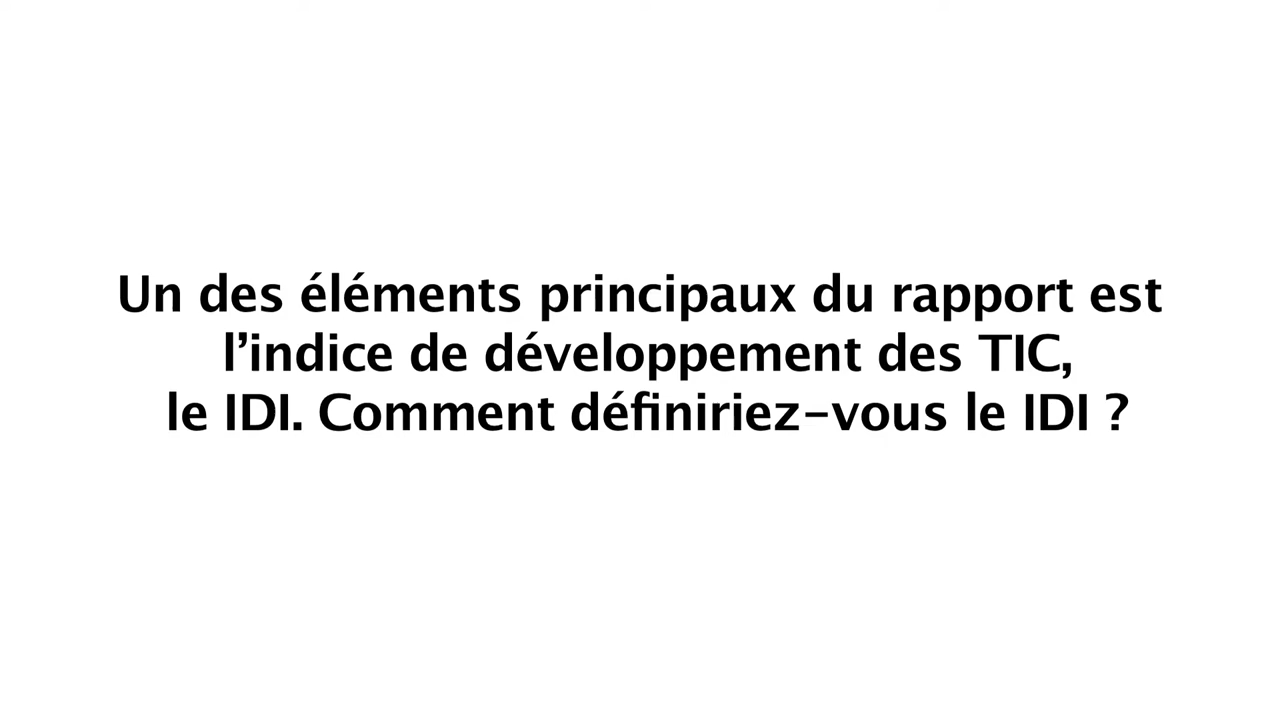 Un des éléments principaux du rapport est
l’indice de développement des TIC,
le IDI. Comment définiriez-vous le IDI ?